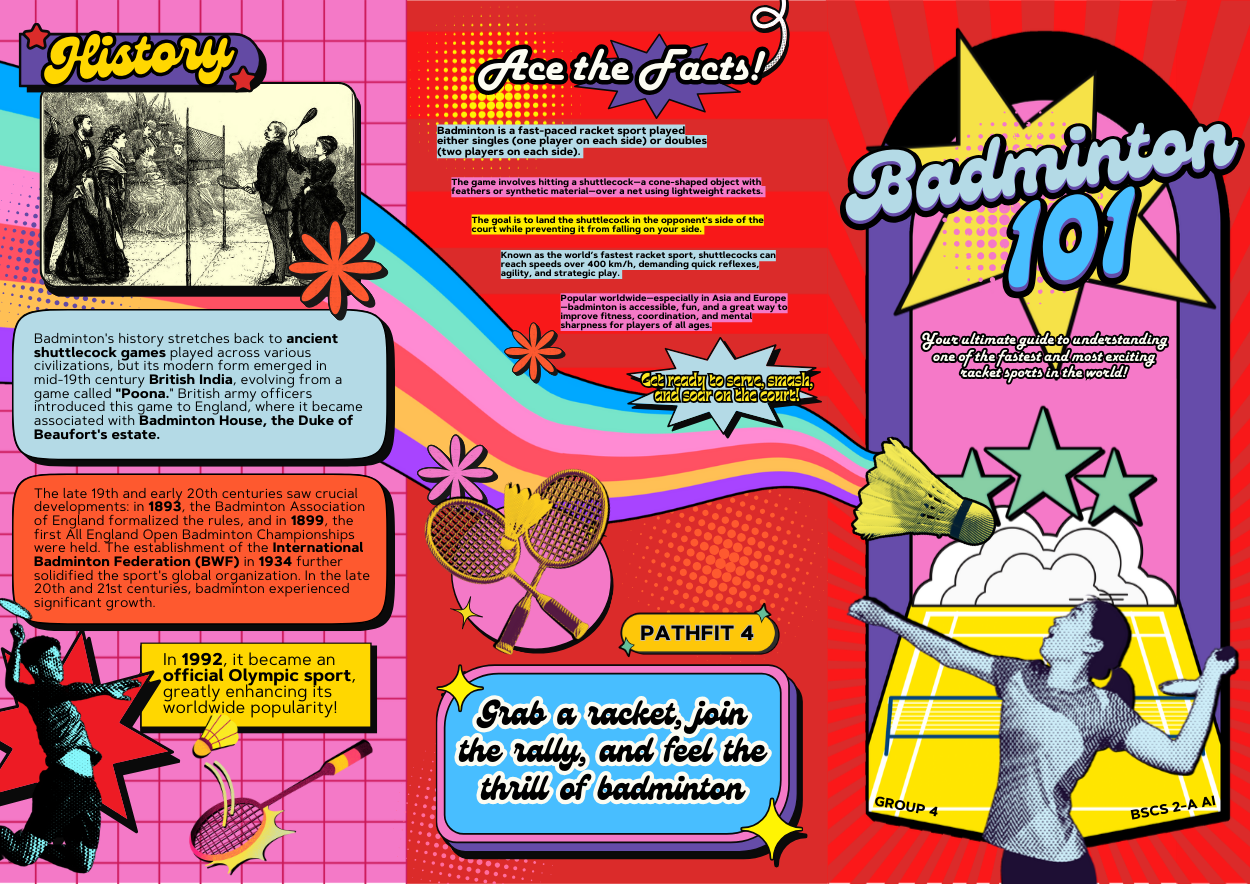 History
Badminton's history stretches back to ancient
shuttlecock games played across various
civilizations, but its modern form emerged in
mid-19th century British India, evolving from a
game called "Poona." British army officers
introduced this game to England, where it became
associated with Badminton House, the Duke of
Beaufort's estate.
The late 19th and early 20th centuries saw crucial
developments: in 1893, the Badminton Association
of England formalized the rules, and in 1899, the
first All England Open Badminton Championships
were held. The establishment of the International
Badminton Federation (BWF) in 1934 further
solidified the sport's global organization. In the late
20th and 21st centuries, badminton experienced
significant growth.
In 1992, it became an
official Olympic sport,
greatly enhancing its
worldwide popularity!
Ace the Facts!
Badminton is a fast-paced racket sport played
either singles (one player on each side) or doubles
(two players on each side).
The game involves hitting a shuttlecock—a cone-shaped object with
feathers or synthetic material—over a net using lightweight rackets.
The goal is to land the shuttlecock in the opponent's side of the
court while preventing it from falling on your side.
Known as the world's fastest racket sport, shuttlecocks can
reach speeds over 400 km/h, demanding quick reflexes,
agility, and strategic play.
Popular worldwide—especially in Asia and Europe
—badminton is accessible, fun, and a great way to
improve fitness, coordination, and mental
sharpness for players of all ages.
Get ready to serve, smash,
and soar on the court!
PATHFIT 4
Grab a racket, join
the rally, and feel the
thrill of badminton
Badminton
101
Your ultimate guide to understanding
one of the fastest and most exciting
racket sports in the world!
GROUP 4
BSCS 2-A AI